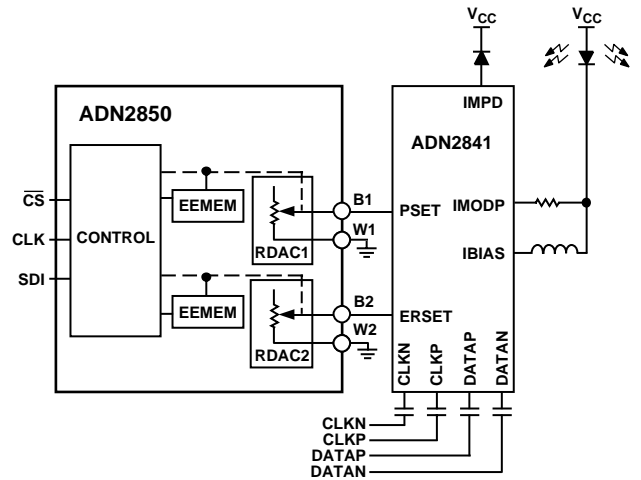 VCC
VCC
IMPD
ADN2850
ADN2841
CONTROL
EEMEM
RDAC1
B1
W1
PSET
IMODP
IBIAS
CS
CLK
SDI
EEMEM
RDAC2
B2
W2
ERSET
CLKN
CLKP
DATAP
DATAN
CLKN
CLKP
DATAP
DATAN